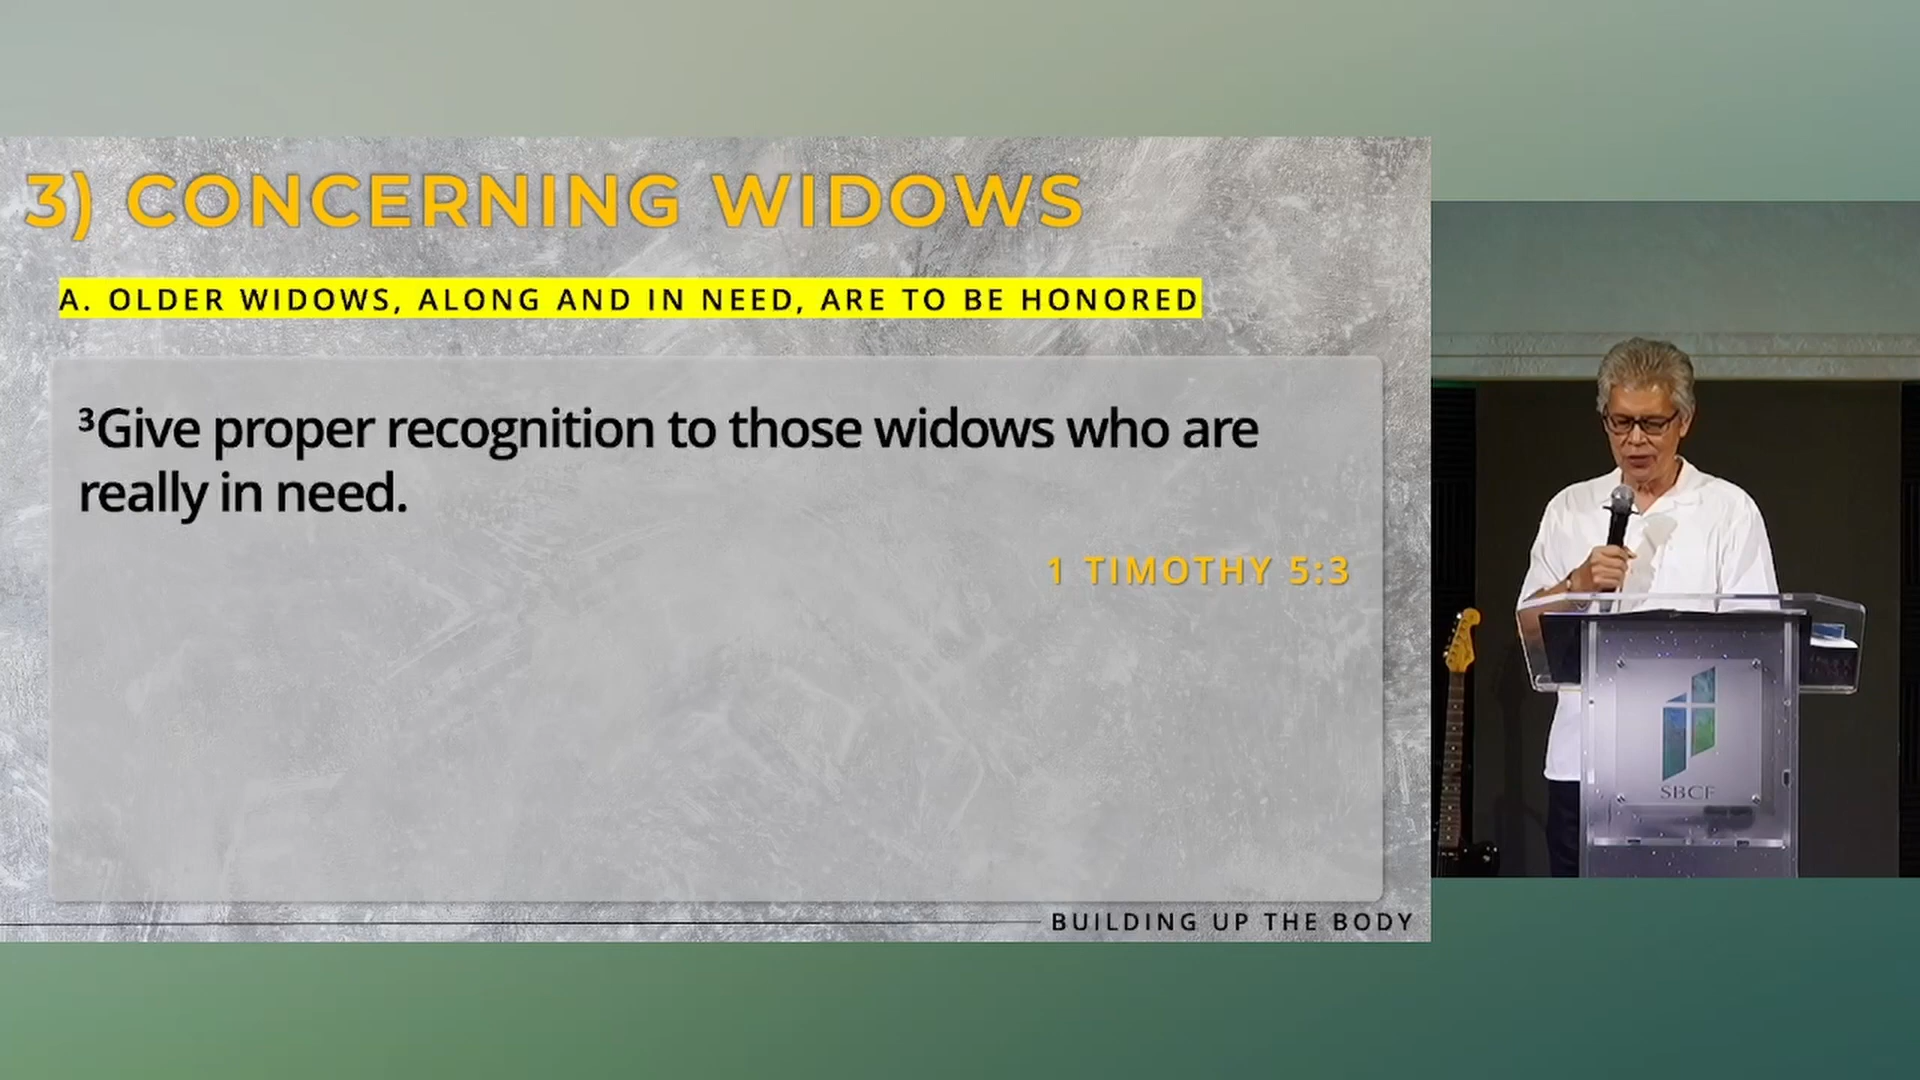 3) CONCERNING WIDOWS
A. OLDER WIDOWS, ALONG AND IN NEED, ARE TO BE HONORED
³Give proper recognition to those widows who are
really in need.
1 TIMOTHY 5:3
BUILDING UP THE BODY
SBCF